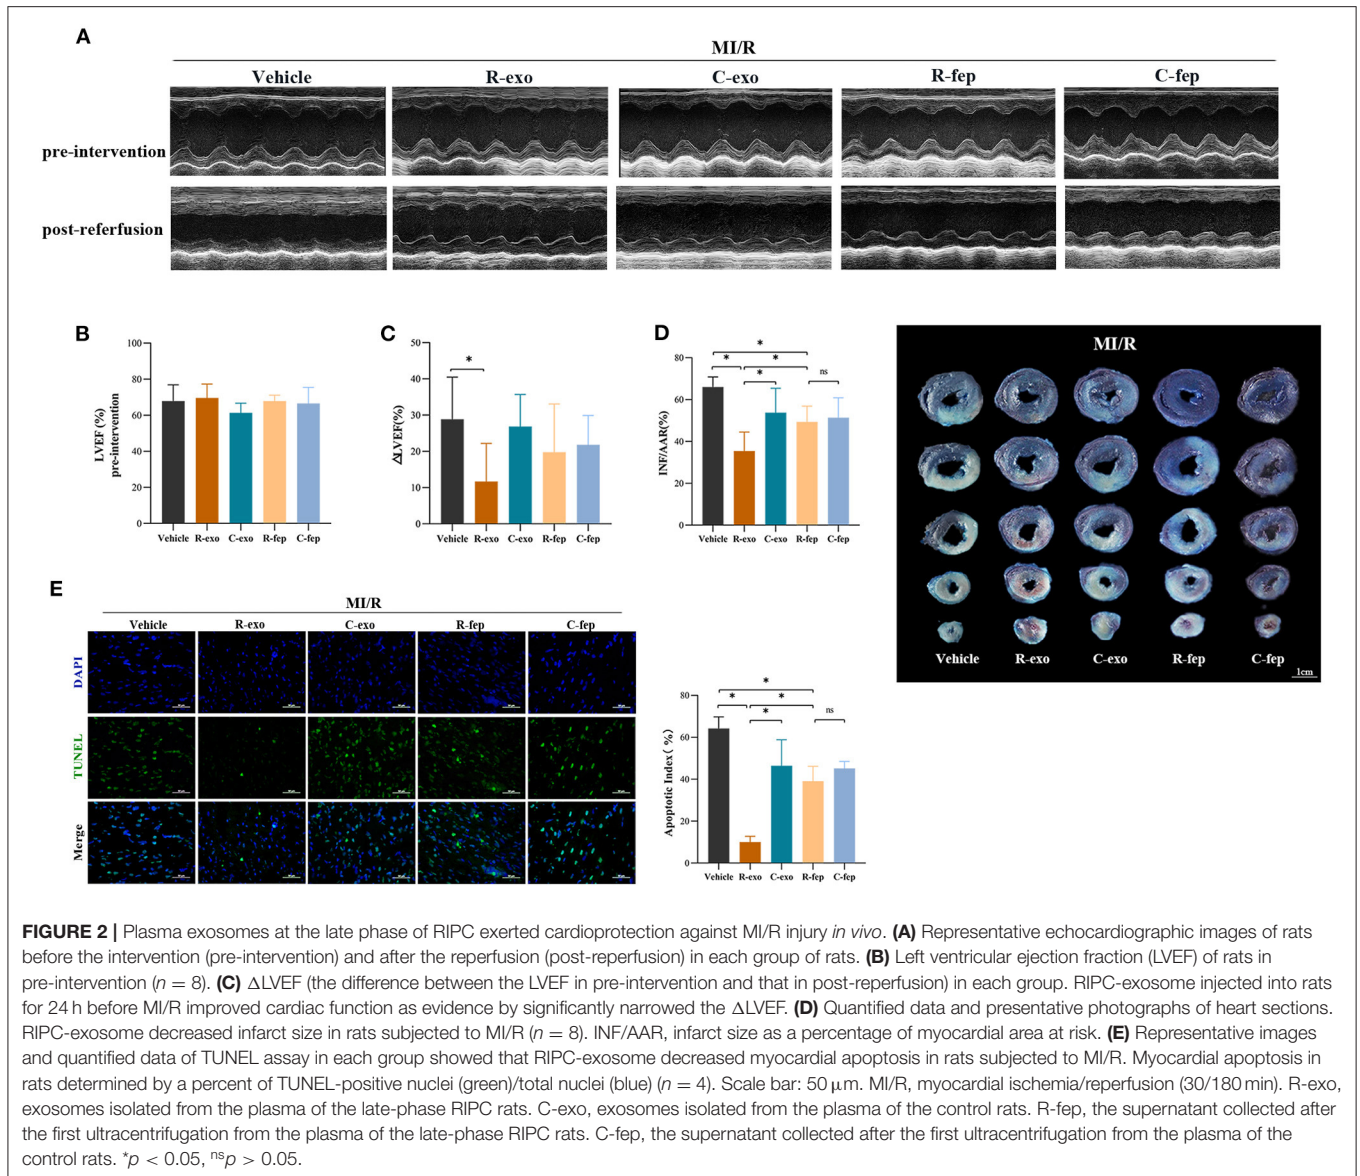 A
MI/R
Vehicle R-exo C-exo R-fep C-fep
pre-intervention
post-referfusion
B
LVEF (%)
pre-intervention
100
80
60
40
20
0
Vehicle R-exo C-exo R-fep C-fep
C
ΔLVEF(%)
50
40
30
20
10
0
*
Vehicle R-exo C-exo R-fep C-fep
D
INF/AAR(%)
80
60
40
20
0
*
* *
* ns
Vehicle R-exo C-exo R-fep C-fep
MI/R
Vehicle R-exo C-exo R-fep C-fep
1cm
E
MI/R
Vehicle R-exo C-exo R-fep C-fep
DAPI
TUNEL
Merge
Apoptotic Index( %)
80
60
40
20
0
*
* *
* ns
Vehicle R-exo C-exo R-fep C-fep
FIGURE 2 | Plasma exosomes at the late phase of RIPC exerted cardioprotection against MI/R injury in vivo. (A) Representative echocardiographic images of rats
before the intervention (pre-intervention) and after the reperfusion (post-reperfusion) in each group of rats. (B) Left ventricular ejection fraction (LVEF) of rats in
pre-intervention (n = 8). (C) ΔLVEF (the difference between the LVEF in pre-intervention and that in post-reperfusion) in each group. RIPC-exosome injected into rats
for 24 h before MI/R improved cardiac function as evidence by significantly narrowed the ΔLVEF. (D) Quantified data and presentative photographs of heart sections.
RIPC-exosome decreased infarct size in rats subjected to MI/R (n = 8). INF/AAR, infarct size as a percentage of myocardial area at risk. (E) Representative images
and quantified data of TUNEL assay in each group showed that RIPC-exosome decreased myocardial apoptosis in rats subjected to MI/R. Myocardial apoptosis in
rats determined by a percent of TUNEL-positive nuclei (green)/total nuclei (blue) (n = 4). Scale bar: 50 μm. MI/R, myocardial ischemia/reperfusion (30/180 min). R-exo,
exosomes isolated from the plasma of the late-phase RIPC rats. C-exo, exosomes isolated from the plasma of the control rats. R-fep, the supernatant collected after
the first ultracentrifugation from the plasma of the late-phase RIPC rats. C-fep, the supernatant collected after the first ultracentrifugation from the plasma of the
control rats. *p < 0.05, nsp > 0.05.